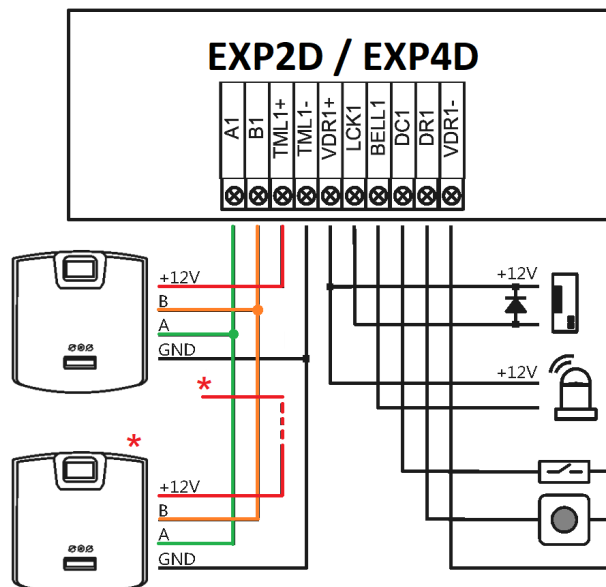 EXP2D / EXP4D
A1
B1
TML1+
TML1-
VDR1+
LCK1
BELL1
DC1
DR1
VDR1-
+12V
B
A
GND
*
*
+12V
B
A
GND
+12V
+12V